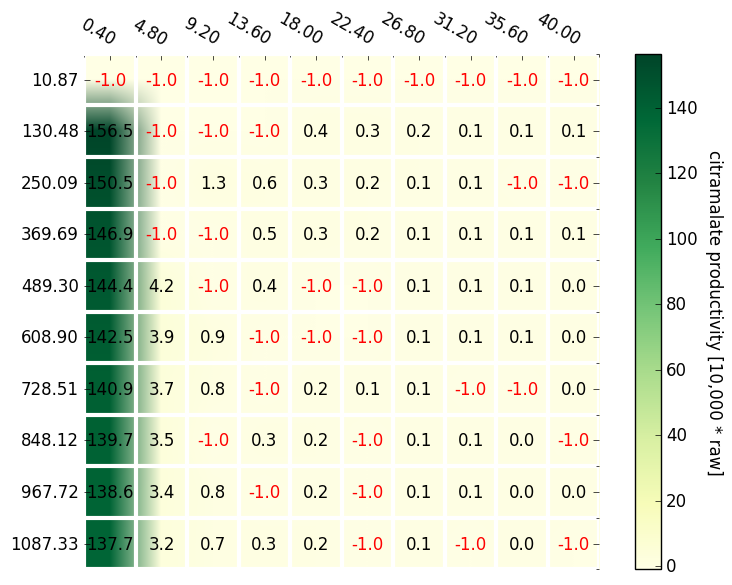 0.40 4.80 9.20 13.60 18.00 22.40 26.80 31.20 35.60 40.00
10.87 -1.0 -1.0 -1.0 -1.0 -1.0 -1.0 -1.0 -1.0 -1.0 -1.0
130.48 156.5 -1.0 -1.0 -1.0 0.4 0.3 0.2 0.1 0.1 0.1
250.09 150.5 -1.0 1.3 0.6 0.3 0.2 0.1 0.1 -1.0 -1.0
369.69 146.9 -1.0 -1.0 0.5 0.3 0.2 0.1 0.1 0.1 0.1
489.30 144.4 4.2 -1.0 0.4 -1.0 -1.0 0.1 0.1 0.1 0.0
608.90 142.5 3.9 0.9 -1.0 -1.0 -1.0 0.1 0.1 0.1 0.0
728.51 140.9 3.7 0.8 -1.0 0.2 0.1 0.1 -1.0 -1.0 0.0
848.12 139.7 3.5 -1.0 0.3 0.2 -1.0 0.1 0.1 0.0 -1.0
967.72 138.6 3.4 0.8 -1.0 0.2 -1.0 0.1 0.1 0.0 0.0
1087.33 137.7 3.2 0.7 0.3 0.2 -1.0 0.1 -1.0 0.0 -1.0
140
120
100
80
60
40
20
0
citramalate productivity [10,000 * raw]